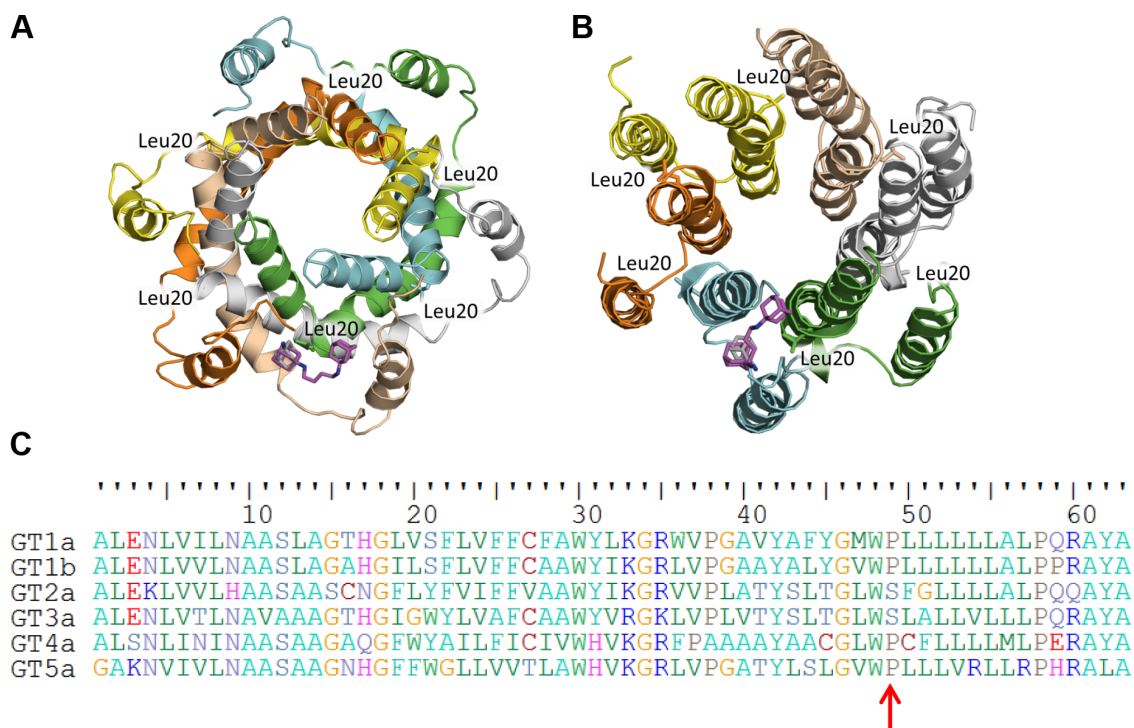 A
B
Leu20
Leu20
Leu20
Leu20
Leu20
Leu20
Leu20
Leu20
Leu20
Leu20
Leu20
Leu20
C
10 20 30 40 50 60
GT1a ALENLVILNAASLAGTHGLVSFLVFFCFAWYLKGRWVPGAVYAFYGMWPLLLLLLALPQRAYA
GT1b ALENLVVLNAASLAGAHGILSFLVFFCAAWYIKGRLVPGAAYALYGVWPLLLLLLALPPRAYA
GT2a ALEKLVVLHAASAASCNGFLYFVIFFVAAWYIKGRVVPLATYSLTGLWSFGLLLLALPQQAYA
GT3a ALENLVTLNAVAAAGTHGIGWYLVAFCAAWYVRGKLVPLVTYSLTGLWSLALLVLLLPQRAYA
GT4a ALSNLININAASAAGAQGFWYAILFICIVWHVKGRFPAAAAYAACGLWPCFLLLLMLPERAYA
GT5a GAKNVIVLNAASAAGNHGFFWGLLVVTLAWHVKGRLVPGATYLSLGVWPLLLVRLLRPHRALA